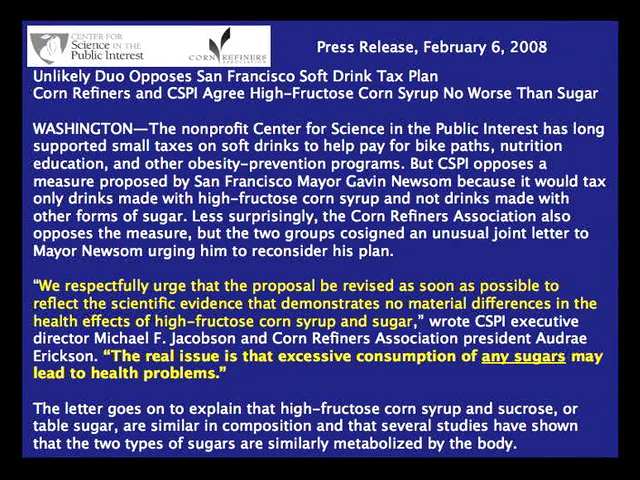 CENTER FOR
Science IN THE
Public Interest
CORN REFINERS
ASSOCIATION
Press Release, February 6, 2008
Unlikely Duo Opposes San Francisco Soft Drink Tax Plan
Corn Refiners and CSPI Agree High-Fructose Corn Syrup No Worse Than Sugar
WASHINGTON—The nonprofit Center for Science in the Public Interest has long
supported small taxes on soft drinks to help pay for bike paths, nutrition
education, and other obesity-prevention programs. But CSPI opposes a
measure proposed by San Francisco Mayor Gavin Newsom because it would tax
only drinks made with high-fructose corn syrup and not drinks made with
other forms of sugar. Less surprisingly, the Corn Refiners Association also
opposes the measure, but the two groups cosigned an unusual joint letter to
Mayor Newsom urging him to reconsider his plan.
“We respectfully urge that the proposal be revised as soon as possible to
reflect the scientific evidence that demonstrates no material differences in the
health effects of high-fructose corn syrup and sugar,” wrote CSPI executive
director Michael F. Jacobson and Corn Refiners Association president Audrae
Erickson. “The real issue is that excessive consumption of any sugars may
lead to health problems.”
The letter goes on to explain that high-fructose corn syrup and sucrose, or
table sugar, are similar in composition and that several studies have shown
that the two types of sugars are similarly metabolized by the body.